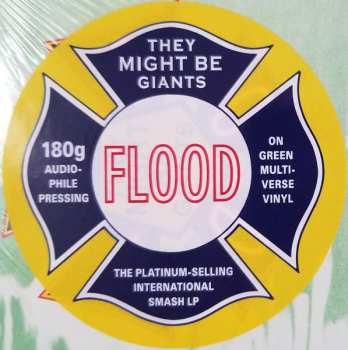 THEY
MIGHT BE
GIANTS
180g
AUDIO-
PHILE
PRESSING
FLOOD
ON
GREEN
MULTI-
VERSE
VINYL
THE PLATINUM-SELLING
INTERNATIONAL
SMASH LP